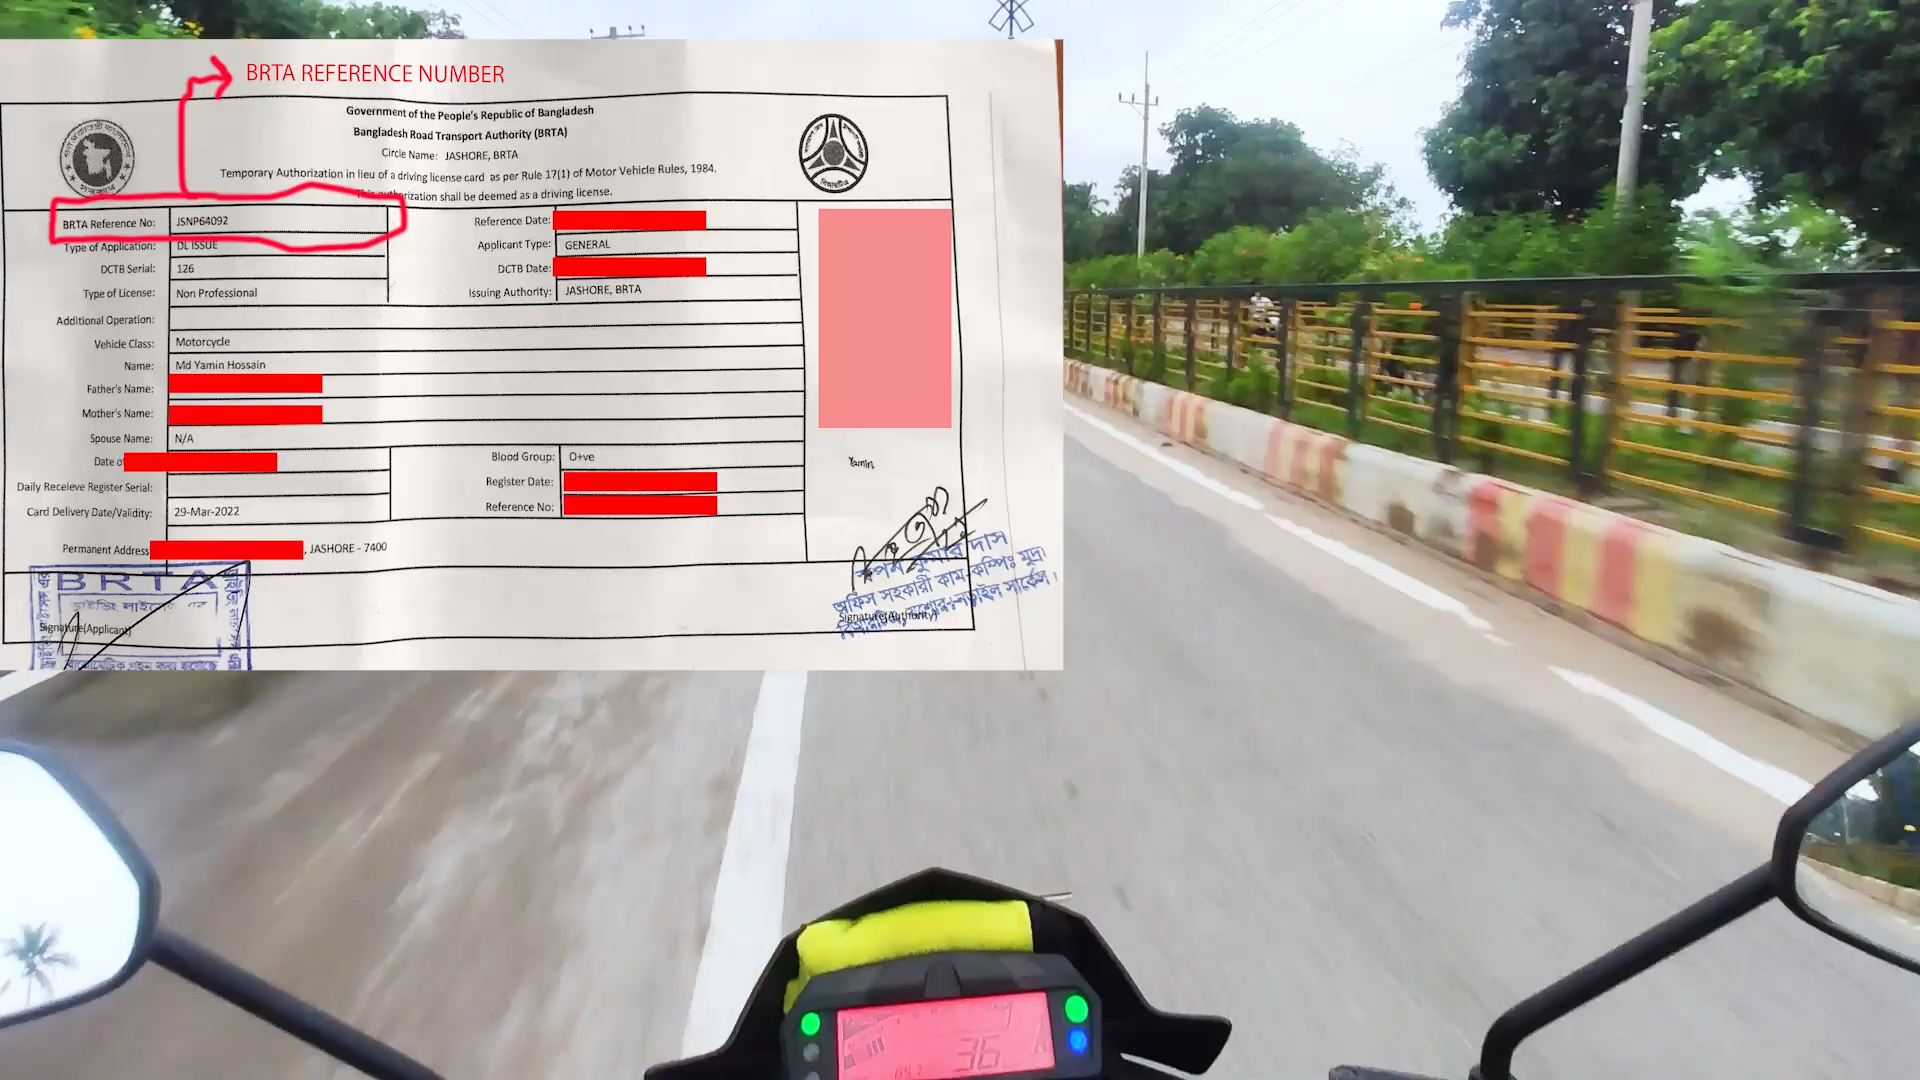 BRTA REFERENCE NUMBER
Government of the People's Republic of Bangladesh
Bangladesh Road Transport Authority (BRTA)
Circle Name: JASHORE, BRTA
Temporary Authorization in lieu of a driving license card as per Rule 17(1) of Motor Vehicle Rules, 1984.
This authorization shall be deemed as a driving license.
BRTA Reference No: JSNP64092 Reference Date:
Type of Application: DL ISSUE Applicant Type: GENERAL
DCTB Serial: 126 DCTB Date:
Type of License: Non Professional Issuing Authority: JASHORE, BRTA
Additional Operation:
Vehicle Class: Motorcycle
Name: Md Yamin Hossain
Father's Name:
Mother's Name:
Spouse Name: N/A
Date Blood Group: O+ve
Yamin
Daily Receieve Register Serial: Register Date:
Card Delivery Date/Validity: 29-Mar-2022 Reference No:
Permanent Address , JASHORE - 7400
BRTA
দাস
অফিস সহকারী কাম-কম্পিঃ মুদ্রা
Signature(Applicant) Signature(Authority)
36